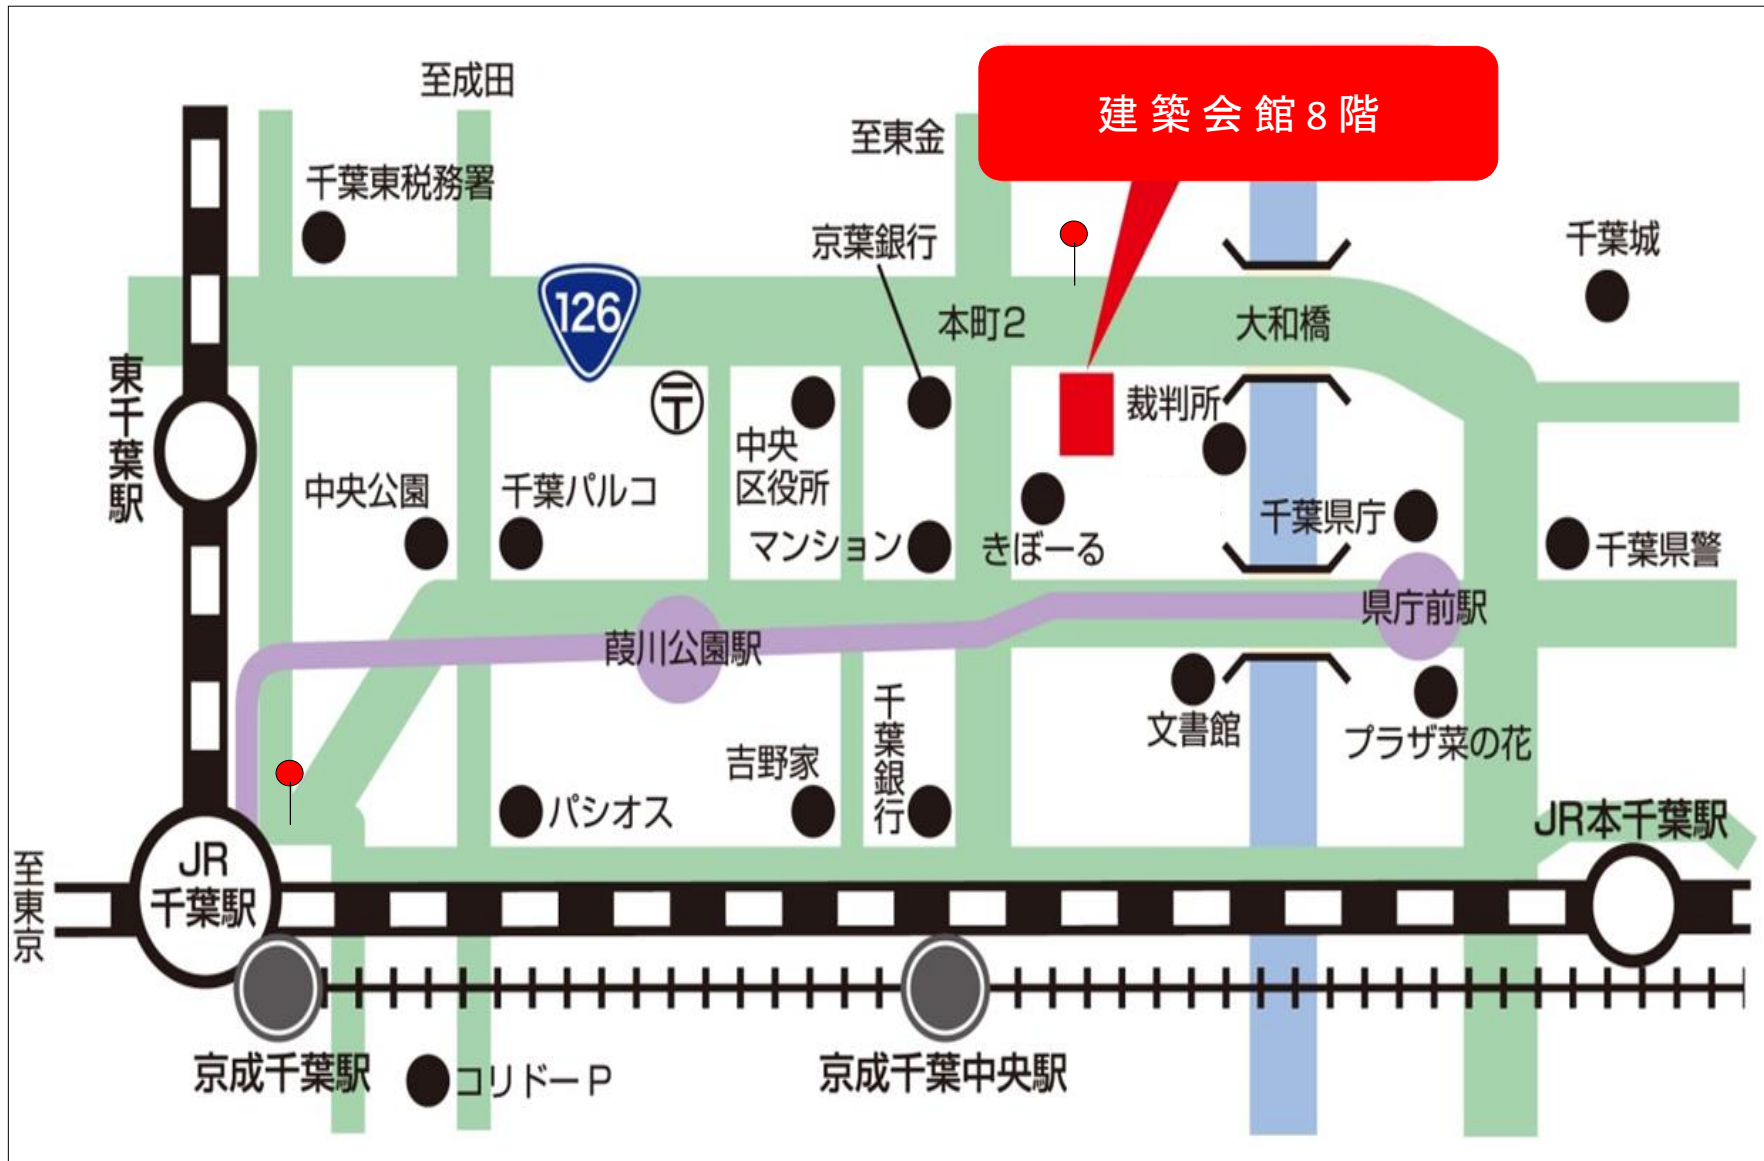 至成田
建築会館8階
至東金
千葉東税務署
京葉銀行
千葉城
126
本町2
大和橋
東千葉駅
〒
裁判所
中央
区役所
中央公園
千葉パルコ
千葉県庁
マンション
きぼーる
千葉県警
県庁前駅
葭川公園駅
千葉銀行
文書館
プラザ菜の花
吉野家
パシオス
JR本千葉駅
JR
千葉駅
至東京
京成千葉駅
コリドーP
京成千葉中央駅